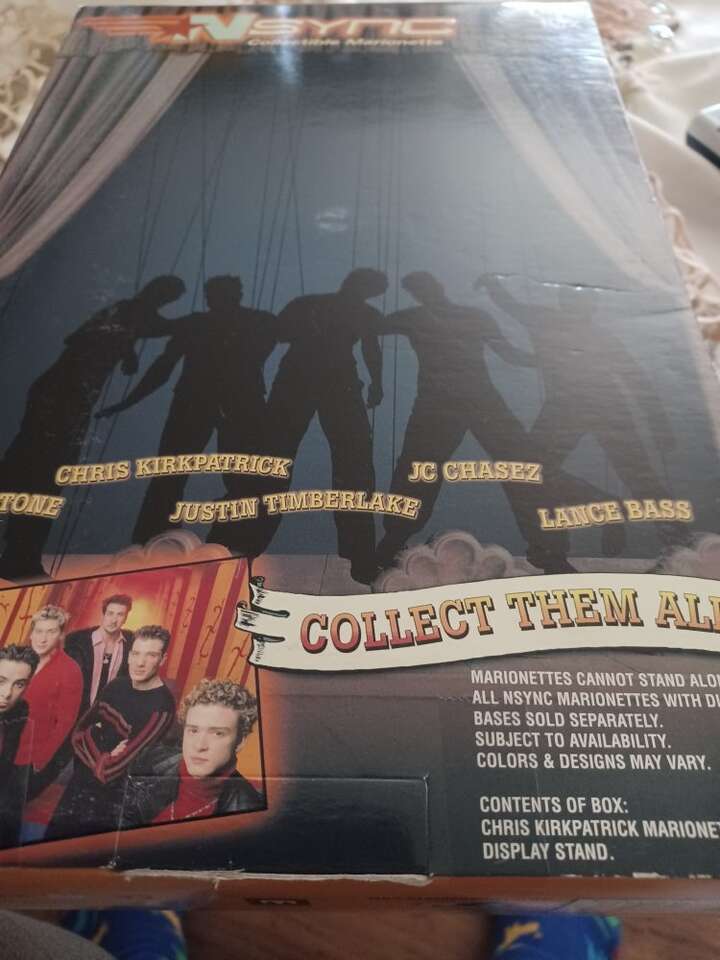 NSYNC
Collectible Marionette
CHRIS KIRKPATRICK
JC CHASEZ
TONE
JUSTIN TIMBERLAKE
LANCE BASS
COLLECT THEM AL
MARIONETTES CANNOT STAND ALO
ALL NSYNC MARIONETTES WITH DI
BASES SOLD SEPARATELY.
SUBJECT TO AVAILABILITY.
COLORS & DESIGNS MAY VARY.
CONTENTS OF BOX:
CHRIS KIRKPATRICK MARIONET
DISPLAY STAND.